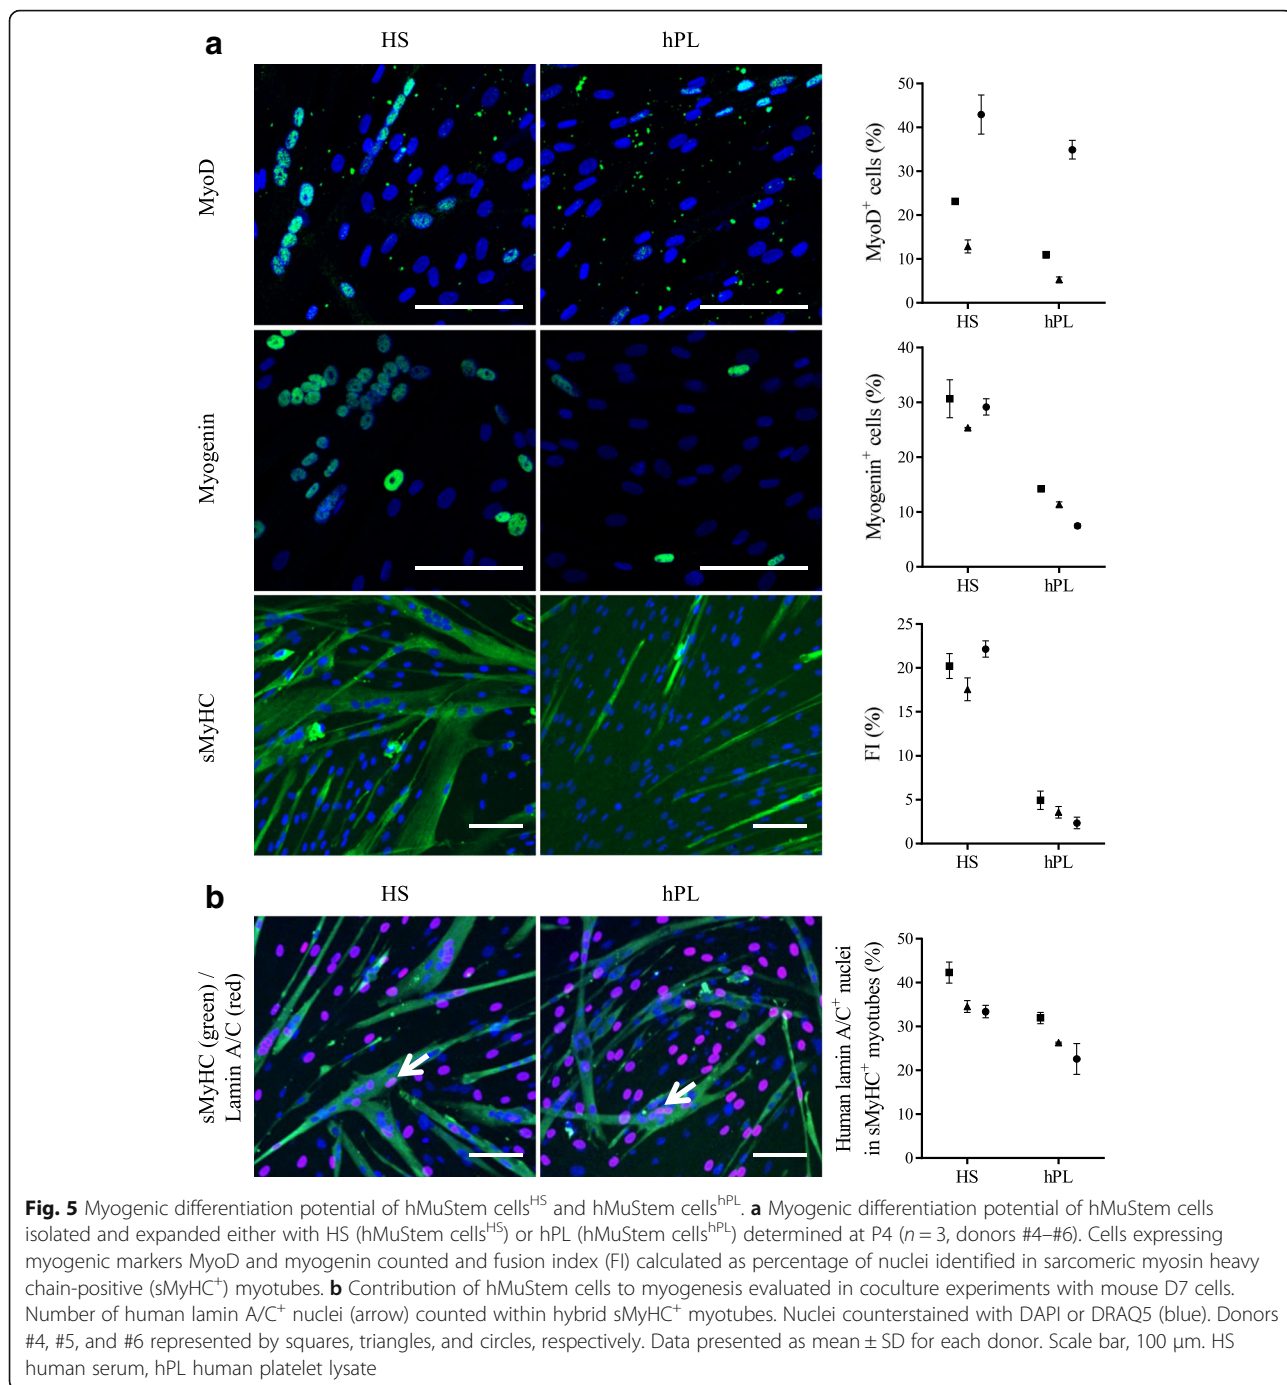 a
HS
hPL
MyoD
MyoD+ cells (%)
50
40
30
20
10
0
HS
hPL
Myogenin
Myogenin+ cells (%)
40
30
20
10
0
HS
hPL
sMyHC
FI (%)
25
20
15
10
5
0
HS
hPL
b
HS
hPL
sMyHC (green) /
Lamin A/C (red)
Human lamin A/C+ nuclei
in sMyHC+ myotubes (%)
50
40
30
20
10
0
HS
hPL
Fig. 5 Myogenic differentiation potential of hMuStem cellsHS and hMuStem cellshPL. a Myogenic differentiation potential of hMuStem cells
isolated and expanded either with HS (hMuStem cellsHS) or hPL (hMuStem cellshPL) determined at P4 (n = 3, donors #4–#6). Cells expressing
myogenic markers MyoD and myogenin counted and fusion index (FI) calculated as percentage of nuclei identified in sarcomeric myosin heavy
chain-positive (sMyHC+) myotubes. b Contribution of hMuStem cells to myogenesis evaluated in coculture experiments with mouse D7 cells.
Number of human lamin A/C+ nuclei (arrow) counted within hybrid sMyHC+ myotubes. Nuclei counterstained with DAPI or DRAQ5 (blue). Donors
#4, #5, and #6 represented by squares, triangles, and circles, respectively. Data presented as mean ± SD for each donor. Scale bar, 100 μm. HS
human serum, hPL human platelet lysate